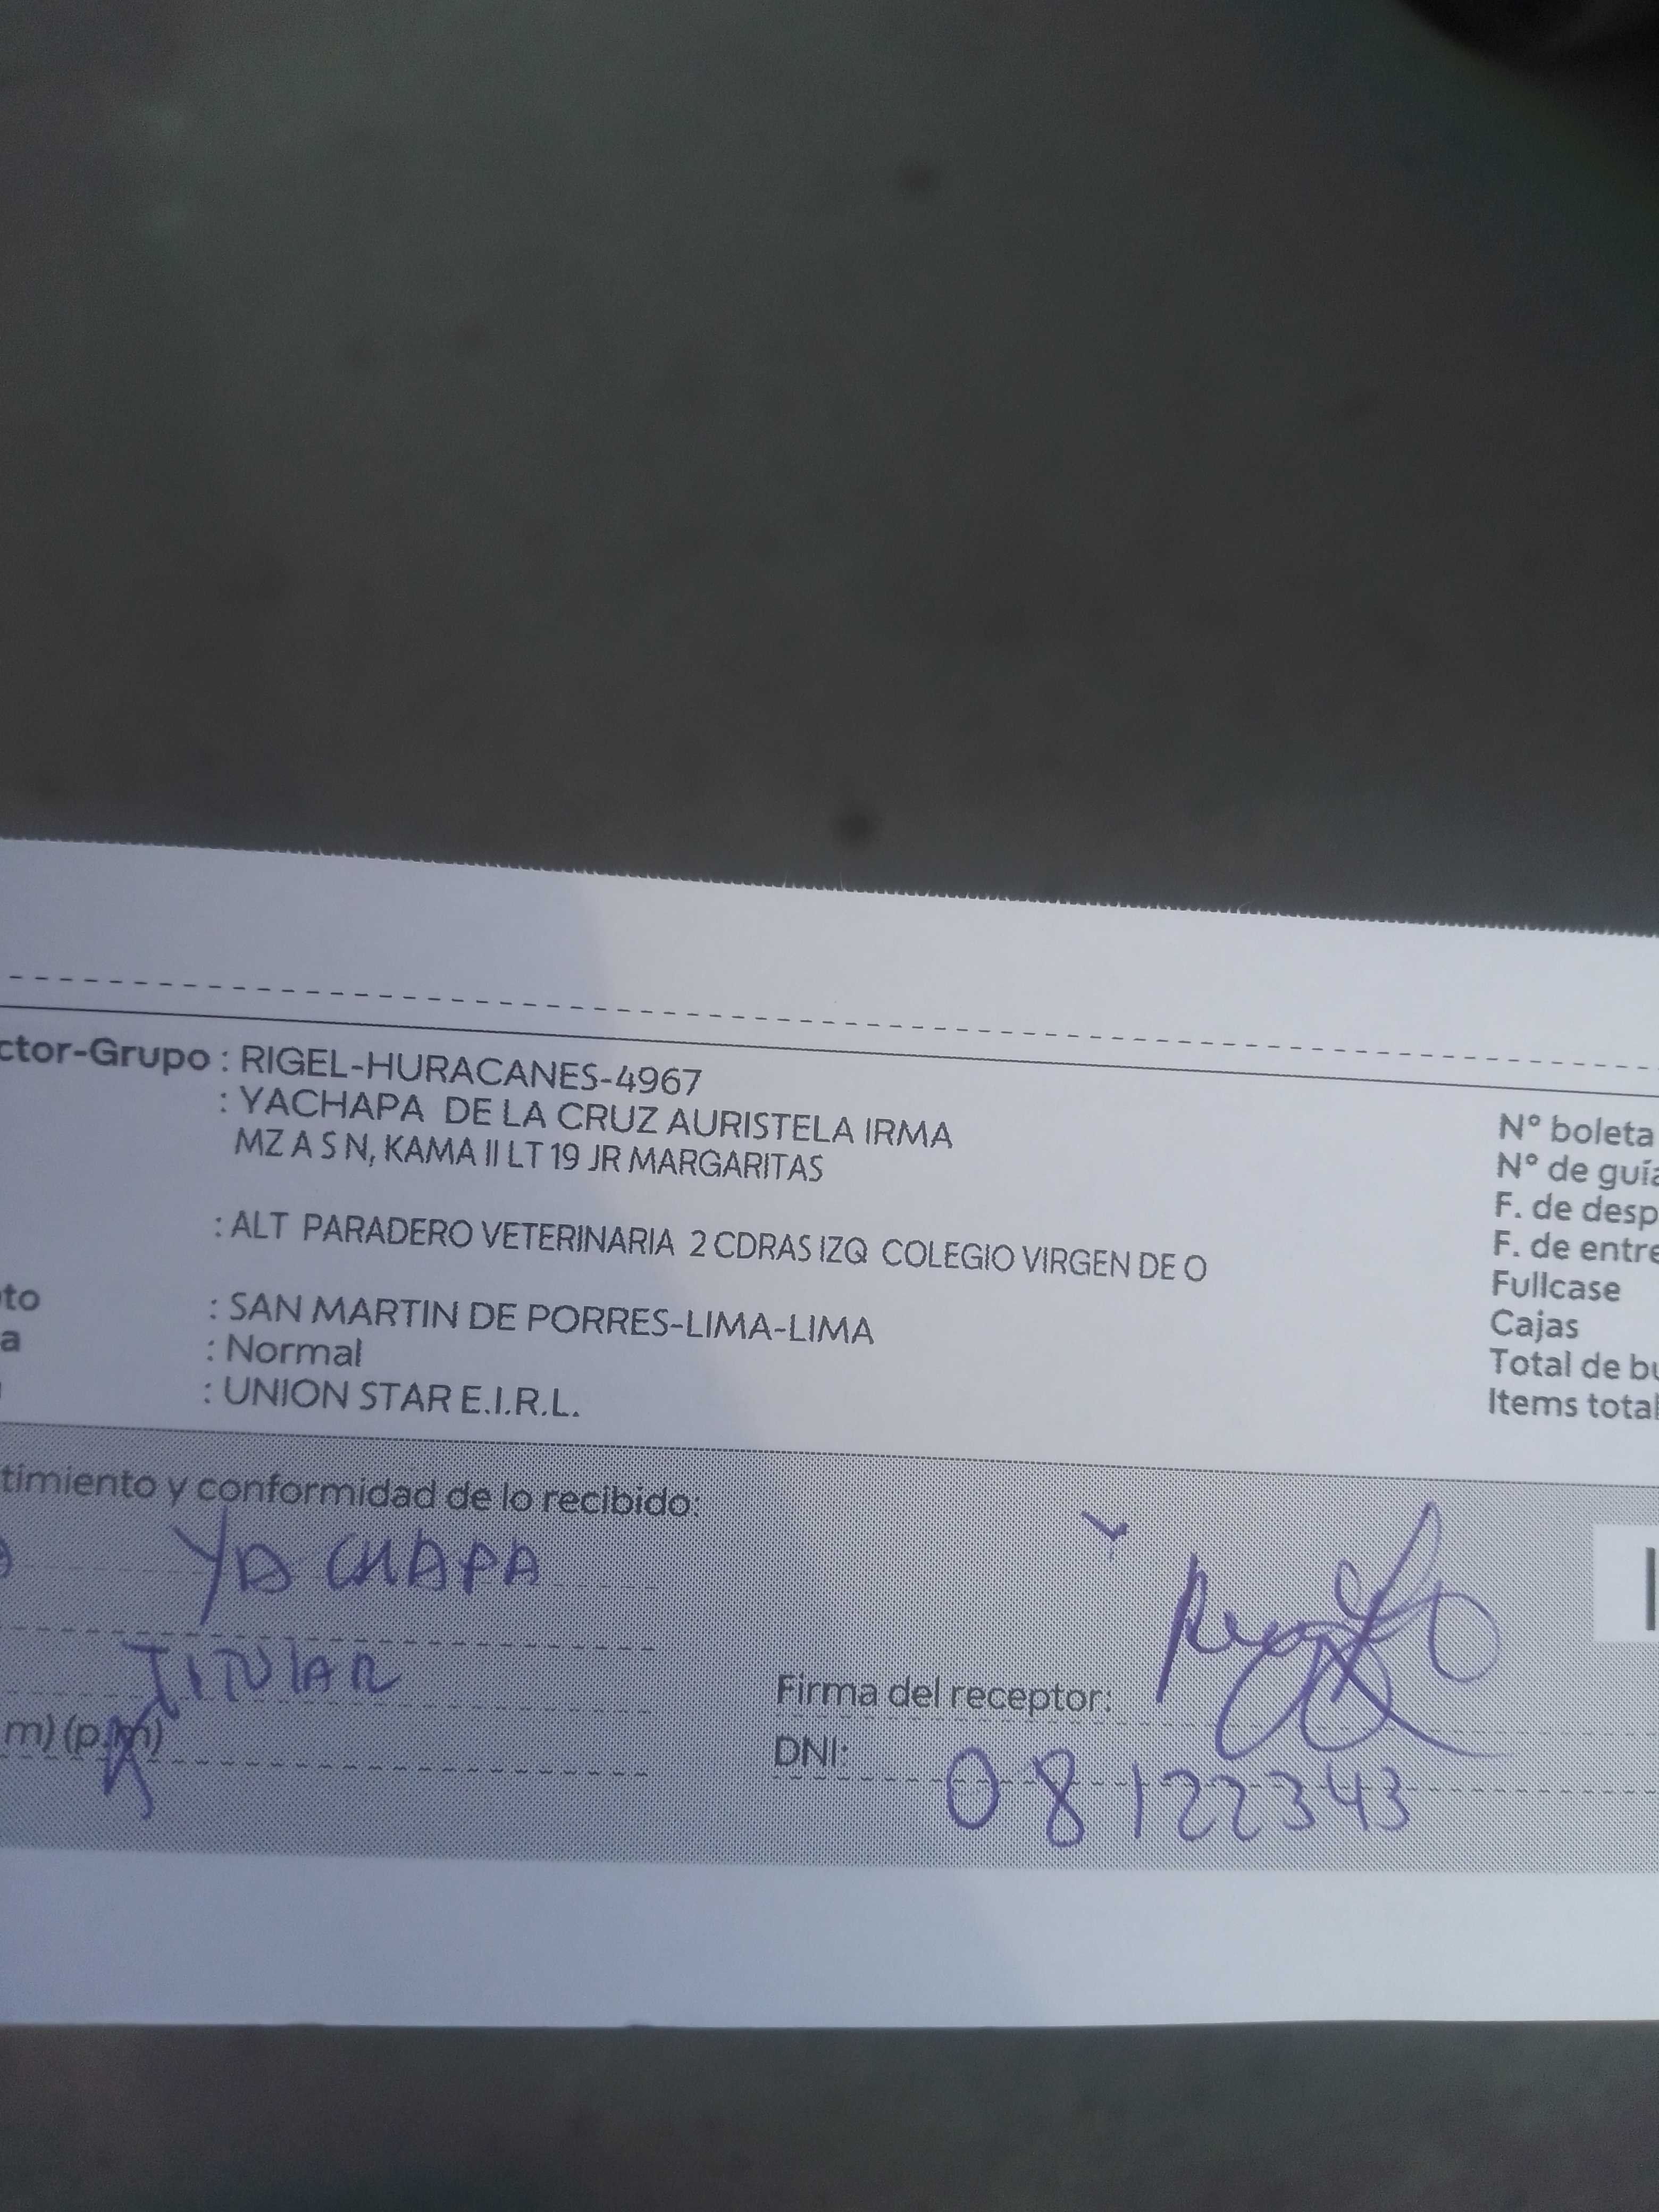 ctor-Grupo : RIGEL-HURACANES-4967
: YACHAPA DE LA CRUZ AURISTELA IRMA
MZ A S N, KAMA II LT 19 JR MARGARITAS
: ALT PARADERO VETERINARIA 2 CDRAS IZQ COLEGIO VIRGEN DE O
to : SAN MARTIN DE PORRES-LIMA-LIMA
a : Normal
: UNION STAR E.I.R.L.
N° boleta
N° de guía
F. de desp
F. de entre
Fullcase
Cajas
Total de bu
Items total
timiento y conformidad de lo recibido:
YACHAPA
TITULAR
m) (p.m)
Firma del receptor:
DNI: 08122343